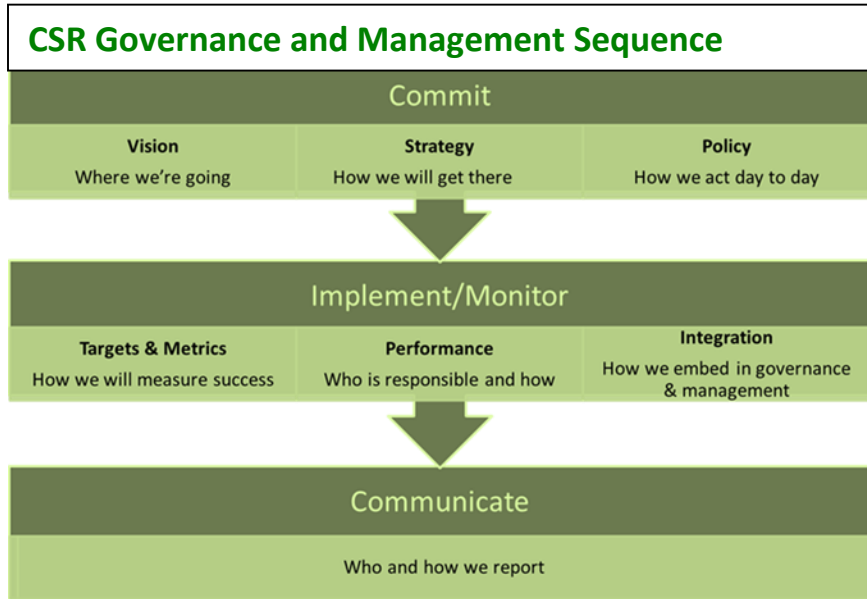 CSR Governance and Management Sequence
Commit
Vision
Where we're going
Strategy
How we will get there
Policy
How we act day to day
Implement/Monitor
Targets & Metrics
How we will measure success
Performance
Who is responsible and how
Integration
How we embed in governance
& management
Communicate
Who and how we report